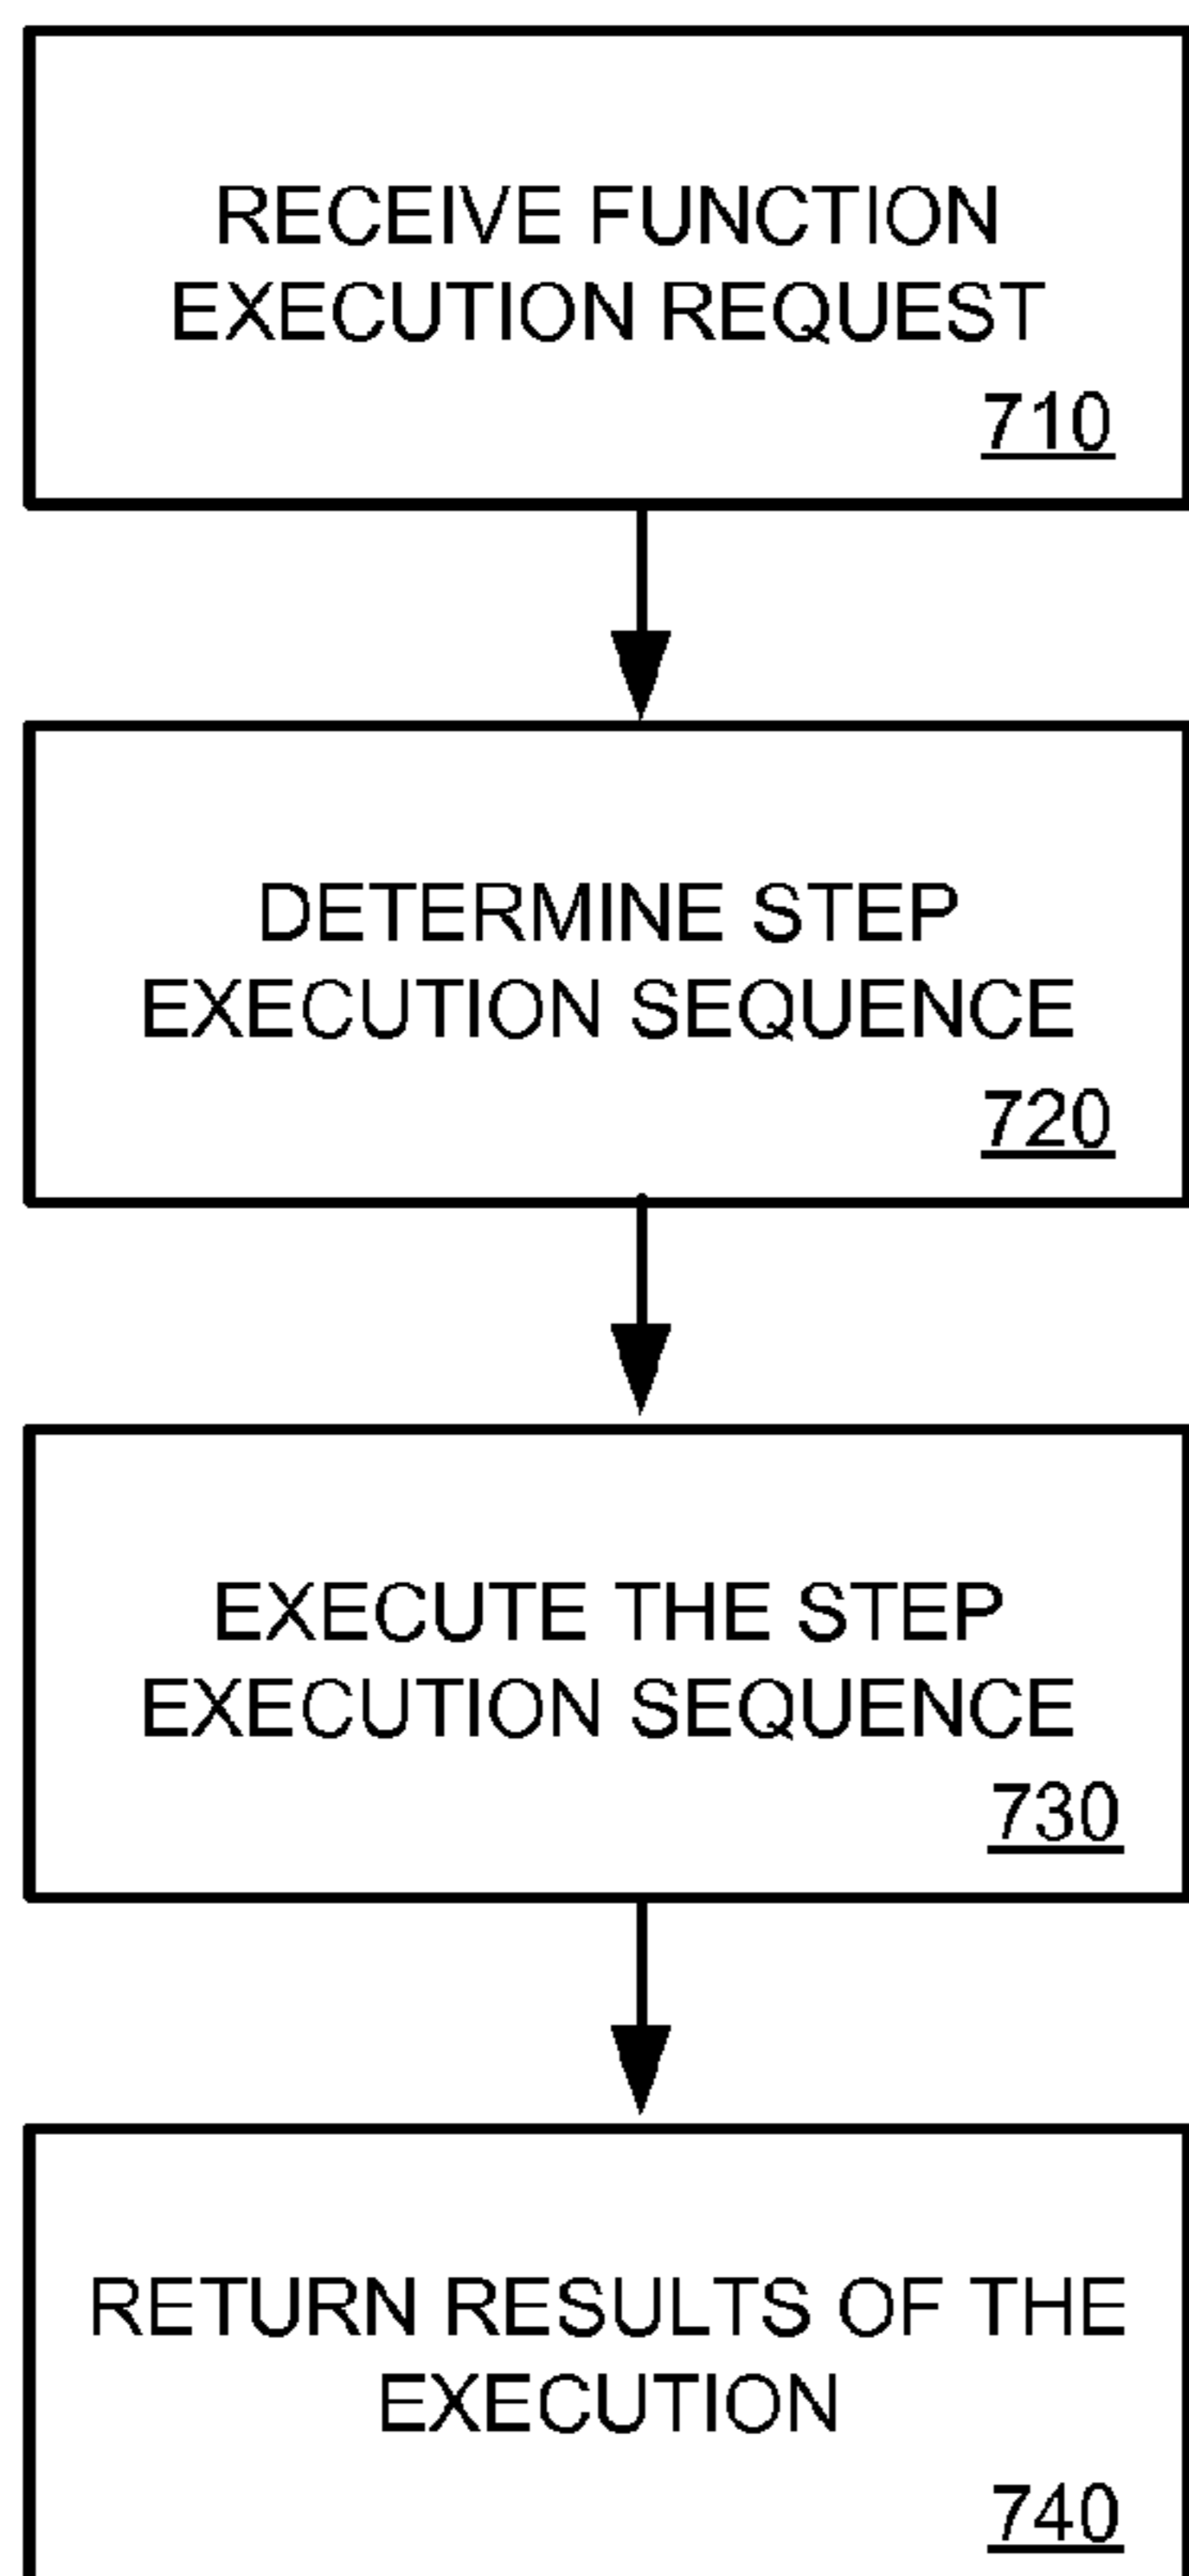 RECEIVE FUNCTION
EXECUTION REQUEST
710
DETERMINE STEP
EXECUTION SEQUENCE
720
EXECUTE THE STEP
EXECUTION SEQUENCE
730
RETURN RESULTS OF THE
EXECUTION
740